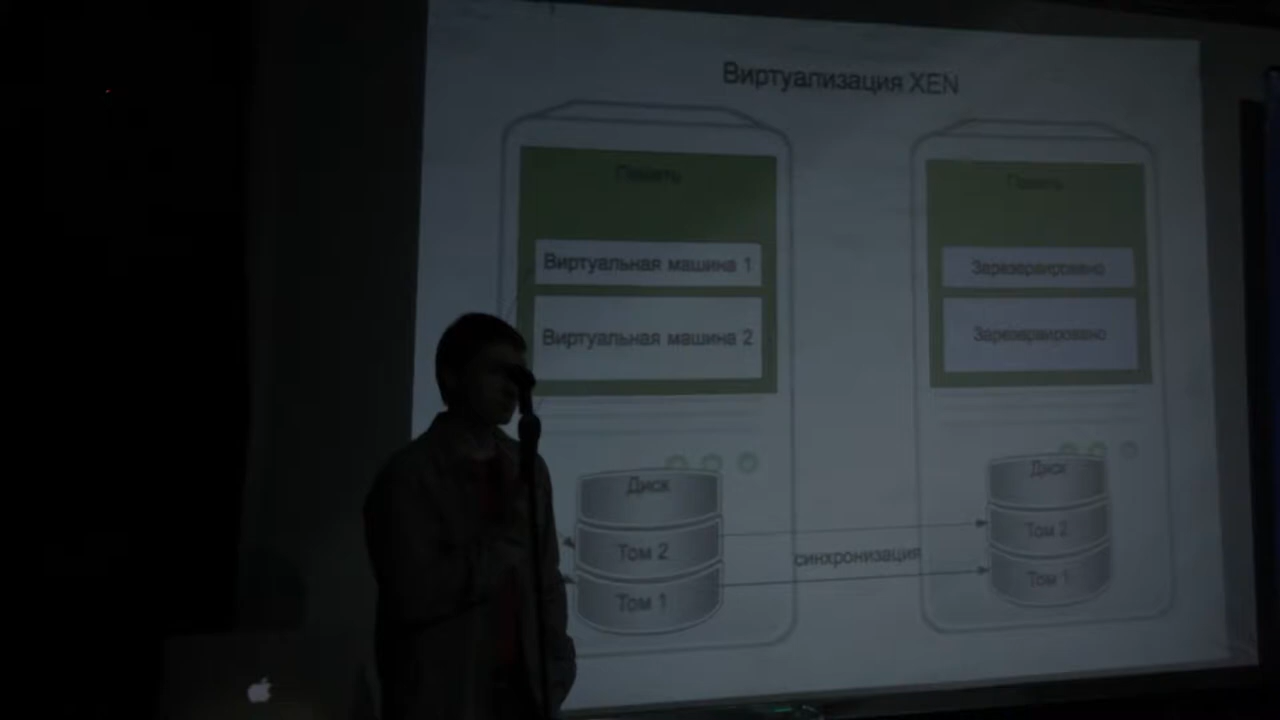 Виртуализация XEN
Память
Виртуальная машина 1
Виртуальная машина 2
Диск
Том 2
Том 1
синхронизация
Память
Зарезервировано
Зарезервировано
Диск
Том 2
Том 1